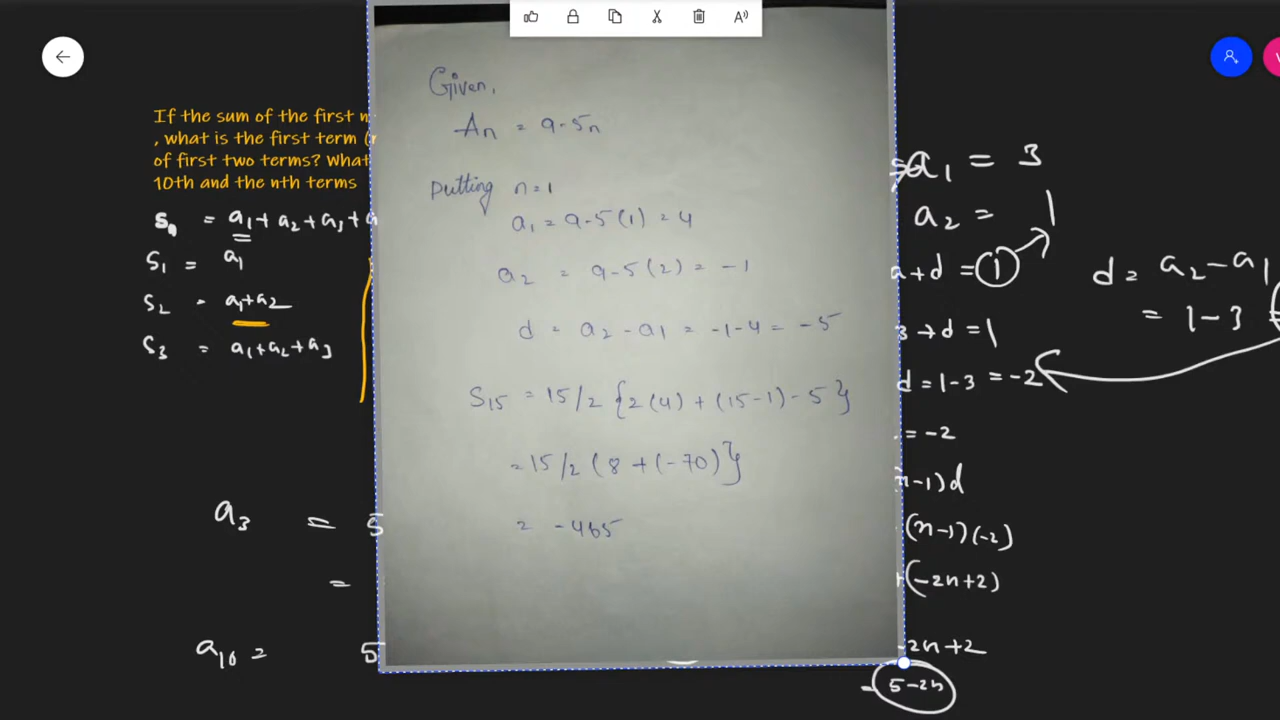 If the sum of the first n
, what is the first term (
of first two terms? What
10th and the nth terms
Sn = a1 + a2 + a3 +
S1 = a1
S2 = a1+a2
S3 = a1+a2+a3
a3 = 5
=
a10 = 5
Given,
An = 9-5n
Putting n=1
a1 = 9-5(1) = 4
a2 = 9-5(2) = -1
d = a2-a1 = -1-4 = -5
S15 = 15/2 {2(4) + (15-1)-5}
= 15/2 (8 + (-70)}
= -465
a1 = 3
a2 = 1
a+d = 1
3+d = 1
d = 1-3 = -2
= -2
n-1)d
(n-1)(-2)
(-2n+2)
-2n+2
= 5-2n
d = a2-a1
= 1-3